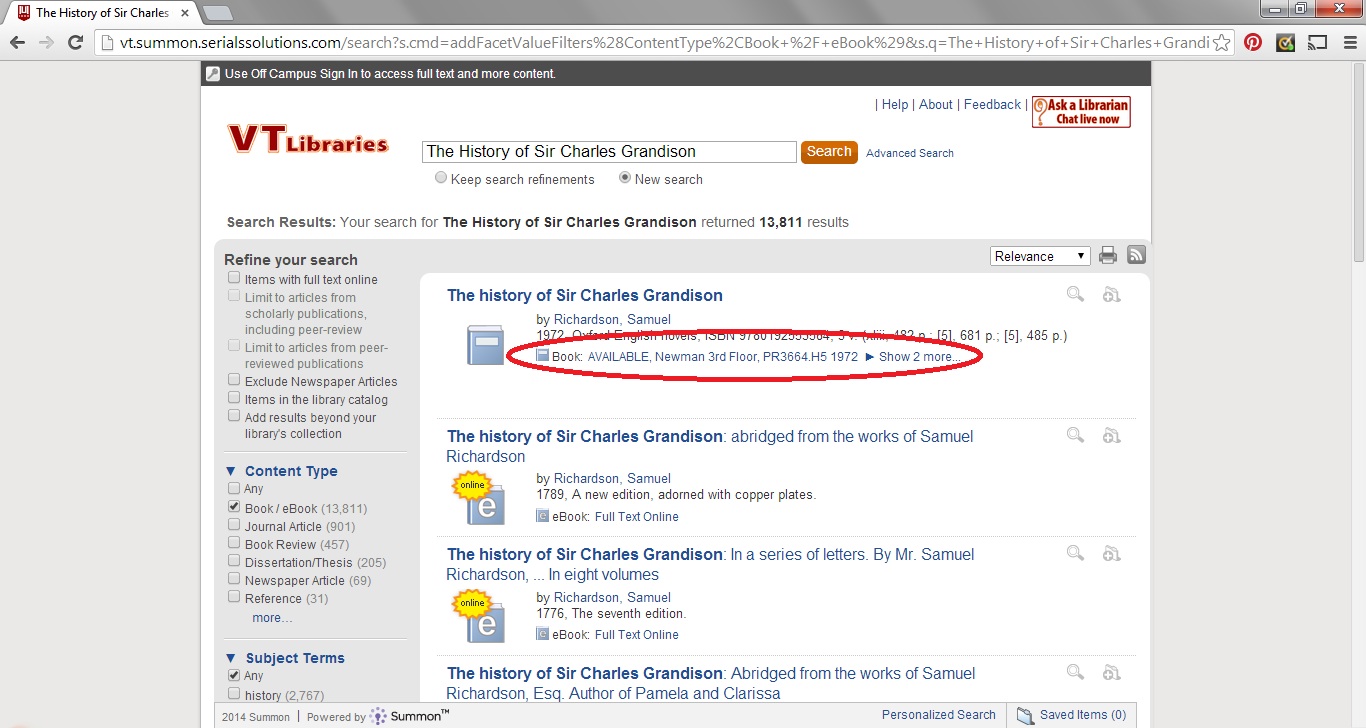 The History of Sir Charles
vt.summon.serialssolutions.com/search?s.cmd=addFacetValueFilters%28ContentType%2CBook+%2F+eBook%29&s.q=The+History+of+Sir+Charles+Grandi
Use Off Campus Sign In to access full text and more content.
| Help | About | Feedback |
Ask a Librarian
Chat live now
VT Libraries
The History of Sir Charles Grandison
Search
Advanced Search
Keep search refinements
New search
Search Results: Your search for The History of Sir Charles Grandison returned 13,811 results
Relevance
Refine your search
Items with full text online
Limit to articles from
scholarly publications,
including peer-review
Limit to articles from peer-
reviewed publications
Exclude Newspaper Articles
Items in the library catalog
Add results beyond your
library's collection
Content Type
Any
Book / eBook (13,811)
Journal Article (901)
Book Review (457)
Dissertation/Thesis (205)
Newspaper Article (69)
Reference (31)
more...
Subject Terms
Any
history (2,767)
The history of Sir Charles Grandison
by Richardson, Samuel
1972, Oxford English novels, ISBN 9780192553584, 3 v. (xliii, 482 p.; [5], 681 p.; [5], 485 p.)
Book: AVAILABLE, Newman 3rd Floor, PR3664.H5 1972 ► Show 2 more...
The history of Sir Charles Grandison: abridged from the works of Samuel
Richardson
online
e
by Richardson, Samuel
1789, A new edition, adorned with copper plates.
eBook: Full Text Online
The history of Sir Charles Grandison: In a series of letters. By Mr. Samuel
Richardson, ... In eight volumes
online
e
by Richardson, Samuel
1776, The seventh edition.
eBook: Full Text Online
The history of Sir Charles Grandison: Abridged from the works of Samuel
Richardson, Esq. Author of Pamela and Clarissa
2014 Summon | Powered by Summon™
Personalized Search
Saved Items (0)